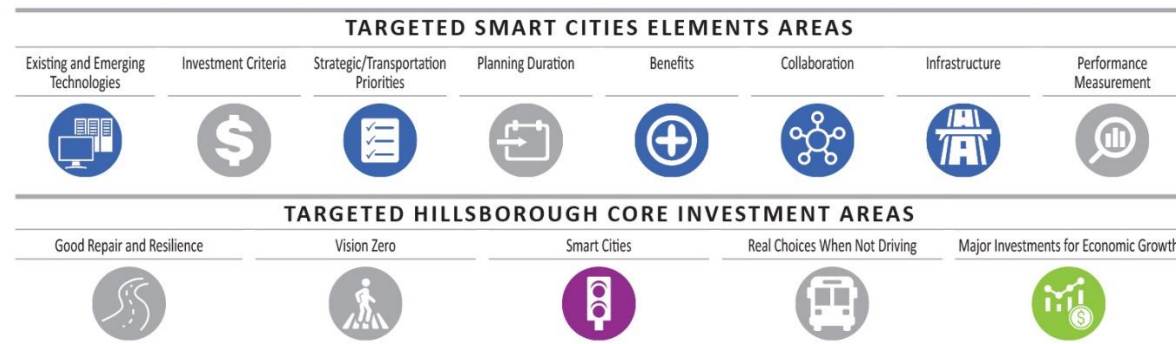 TARGETED SMART CITIES ELEMENTS AREAS
Existing and Emerging
Technologies
Investment Criteria
Strategic/Transportation
Priorities
Planning Duration
Benefits
Collaboration
Infrastructure
Performance
Measurement
$
TARGETED HILLSBOROUGH CORE INVESTMENT AREAS
Good Repair and Resilience
Vision Zero
Smart Cities
Real Choices When Not Driving
Major Investments for Economic Growth
$